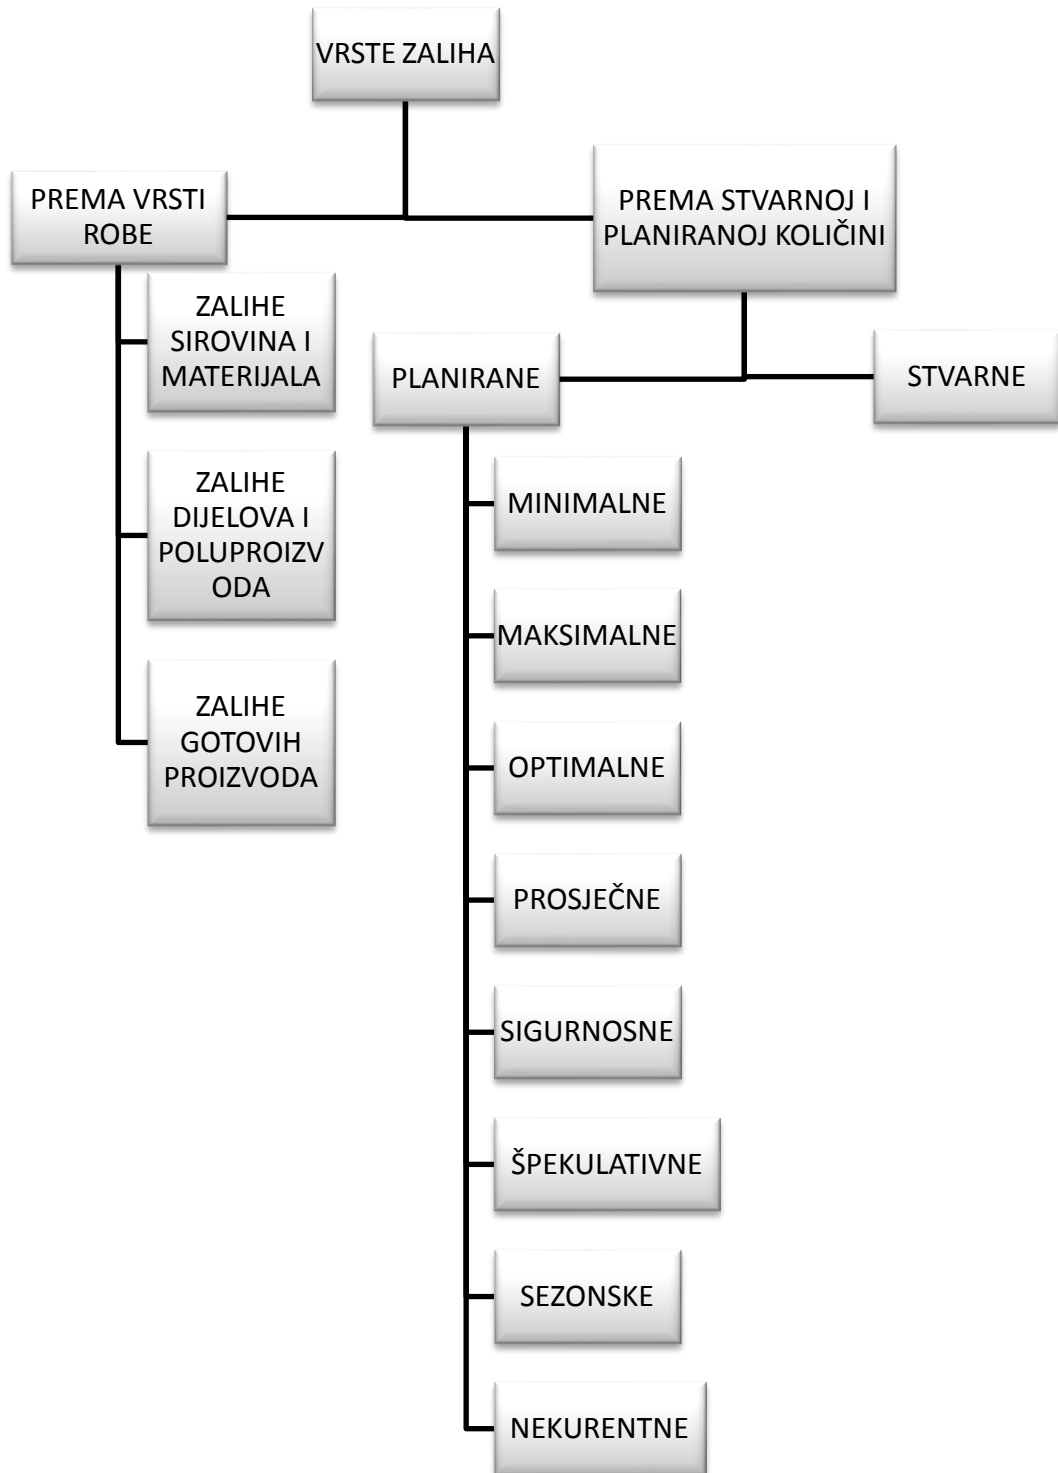 VRSTE ZALIHA
PREMA VRSTI
ROBE
ZALIHE
SIROVINA I
MATERIJALA
ZALIHE
DIJELOVA I
POLUPROIZV
ODA
ZALIHE
GOTOVIH
PROIZVODA
PREMA STVARNOJ I
PLANIRANOJ KOLIČINI
PLANIRANE
MINIMALNE
MAKSIMALNE
OPTIMALNE
PROSJEČNE
SIGURNOSNE
ŠPEKULATIVNE
SEZONSKE
NEKURENTNE
STVARNE